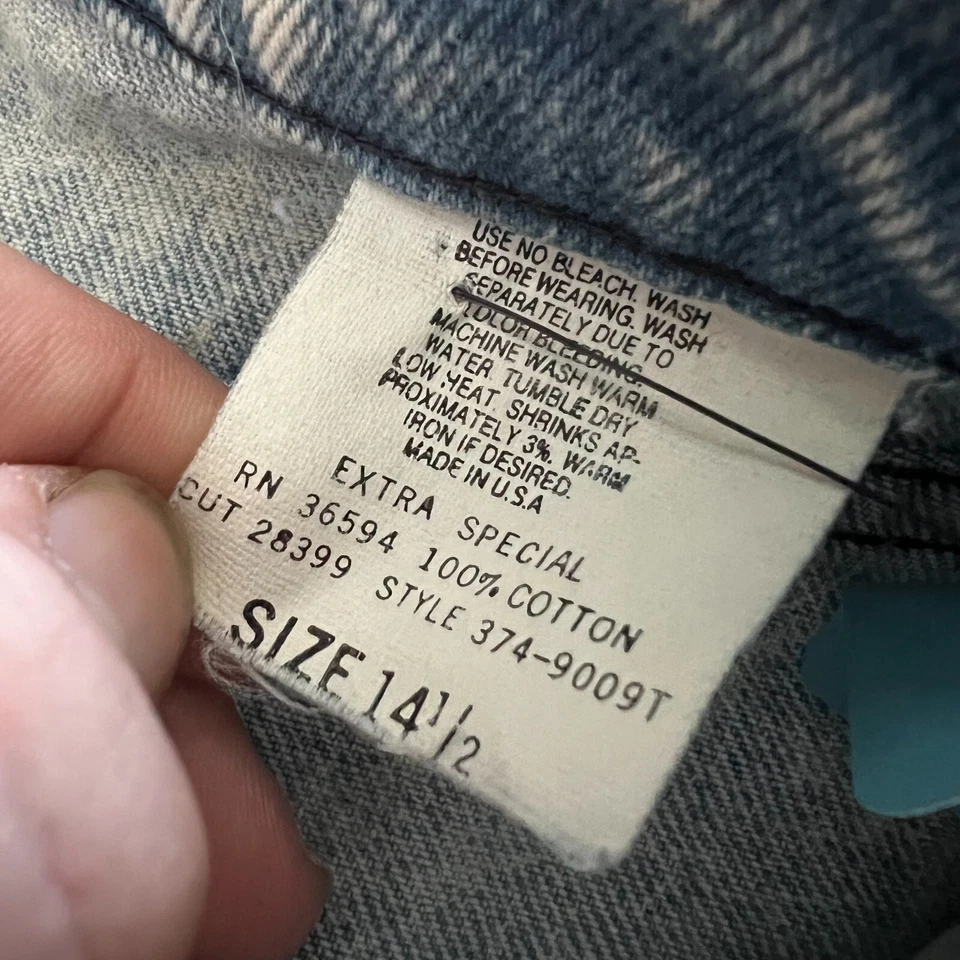 USE NO BLEACH. WASH
BEFORE WEARING. WASH
SEPARATELY DUE TO
COLOR BLEEDING.
MACHINE WASH WARM
WATER. TUMBLE DRY
LOW HEAT. SHRINKS AP-
PROXIMATELY 3%. WARM
IRON IF DESIRED.
MADE IN U.S.A
EXTRA SPECIAL
RN 36594 100% COTTON
CUT 28399 STYLE 374-9009T
SIZE 14 1/2